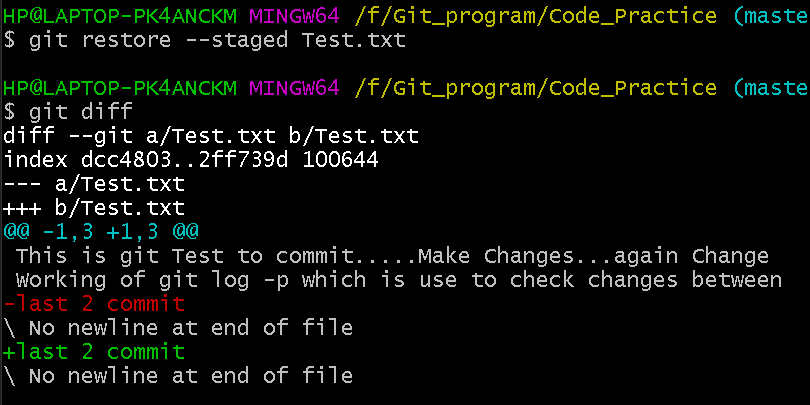 HP@LAPTOP-PK4ANCKM MINGW64 /f/Git_program/Code_Practice (maste
$ git restore --staged Test.txt
HP@LAPTOP-PK4ANCKM MINGW64 /f/Git_program/Code_Practice (maste
$ git diff
diff --git a/Test.txt b/Test.txt
index dcc4803..2ff739d 100644
--- a/Test.txt
+++ b/Test.txt
@@ -1,3 +1,3 @@
 This is git Test to commit.....Make Changes...again Change
 Working of git log -p which is use to check changes between
-last 2 commit
\ No newline at end of file
+last 2 commit
\ No newline at end of file